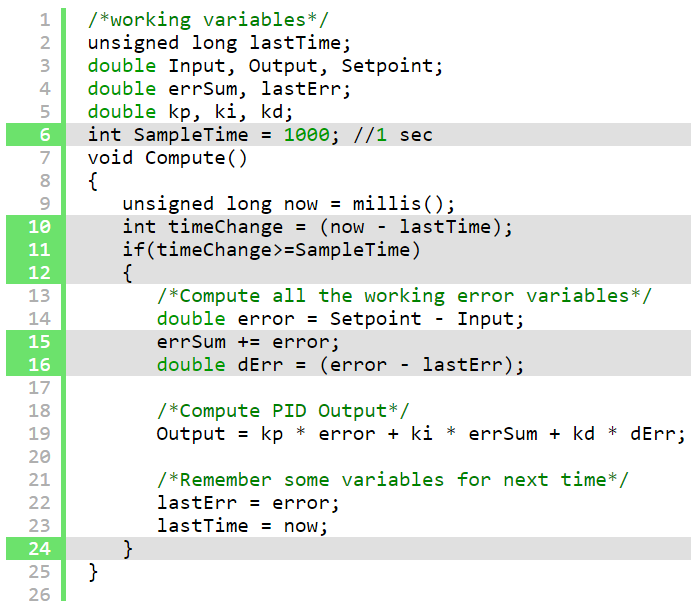 1 /*working variables*/
2 unsigned long lastTime;
3 double Input, Output, Setpoint;
4 double errSum, lastErr;
5 double kp, ki, kd;
6 int SampleTime = 1000; //1 sec
7 void Compute()
8 {
9    unsigned long now = millis();
10    int timeChange = (now - lastTime);
11    if(timeChange>=SampleTime)
12    {
13       /*Compute all the working error variables*/
14       double error = Setpoint - Input;
15       errSum += error;
16       double dErr = (error - lastErr);
17
18       /*Compute PID Output*/
19       Output = kp * error + ki * errSum + kd * dErr;
20
21       /*Remember some variables for next time*/
22       lastErr = error;
23       lastTime = now;
24    }
25 }
26